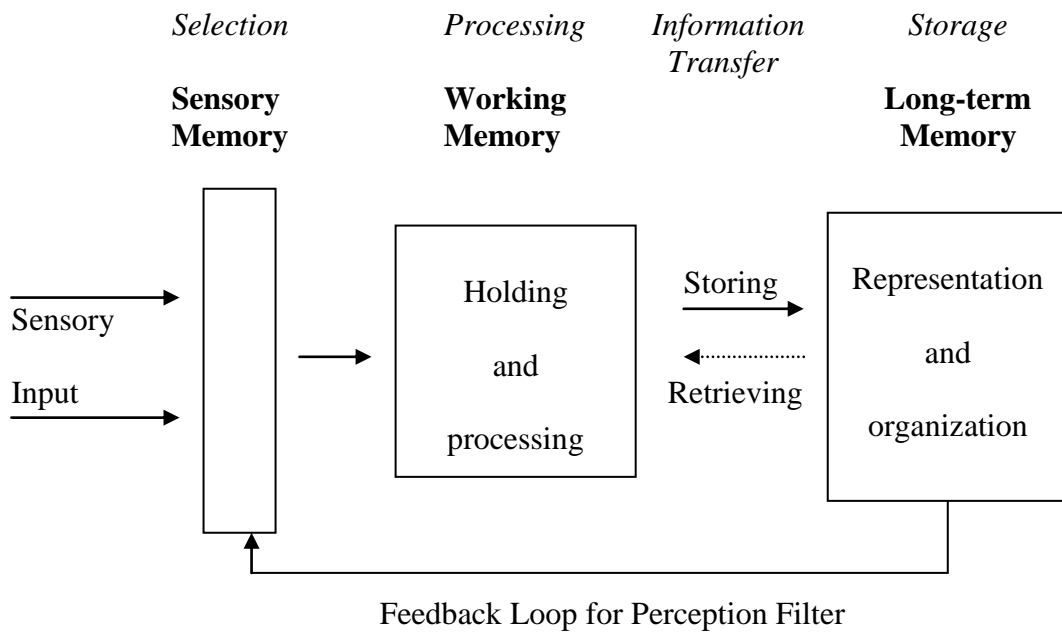 Selection
Processing
Information
Transfer
Storage
Sensory
Memory
Working
Memory
Long-term
Memory
Sensory
Input
Holding
and
processing
Storing
Retrieving
Representation
and
organization
Feedback Loop for Perception Filter